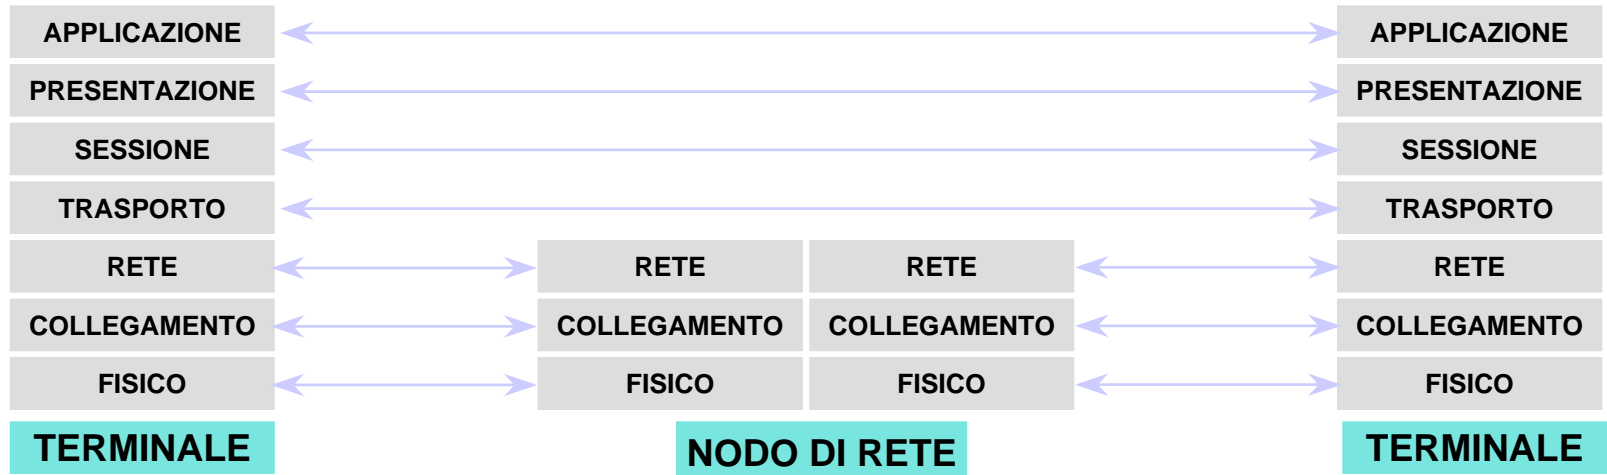 APPLICAZIONE APPLICAZIONE
PRESENTAZIONE PRESENTAZIONE
SESSIONE SESSIONE
TRASPORTO TRASPORTO
RETE RETE RETE RETE
COLLEGAMENTO COLLEGAMENTO COLLEGAMENTO COLLEGAMENTO
FISICO FISICO FISICO FISICO
TERMINALE NODO DI RETE TERMINALE